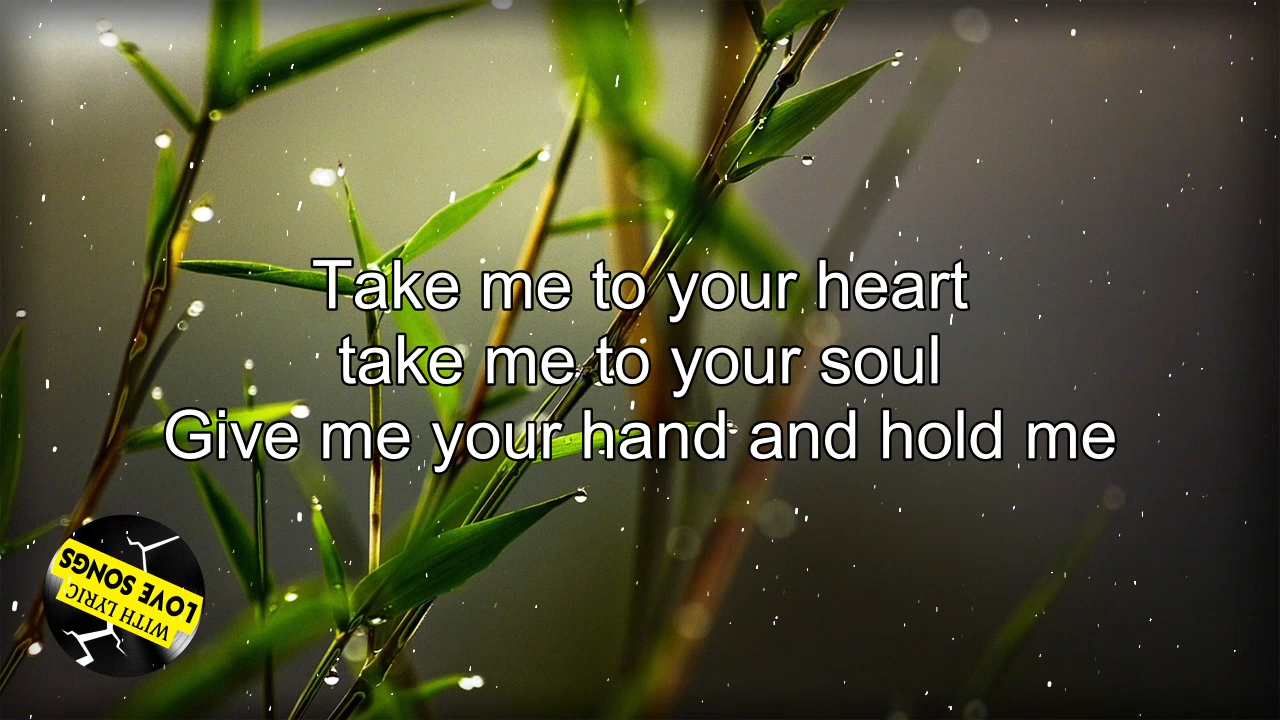 Take me to your heart
take me to your soul
Give me your hand and hold me
LOVE SONGS
WITH LYRIC